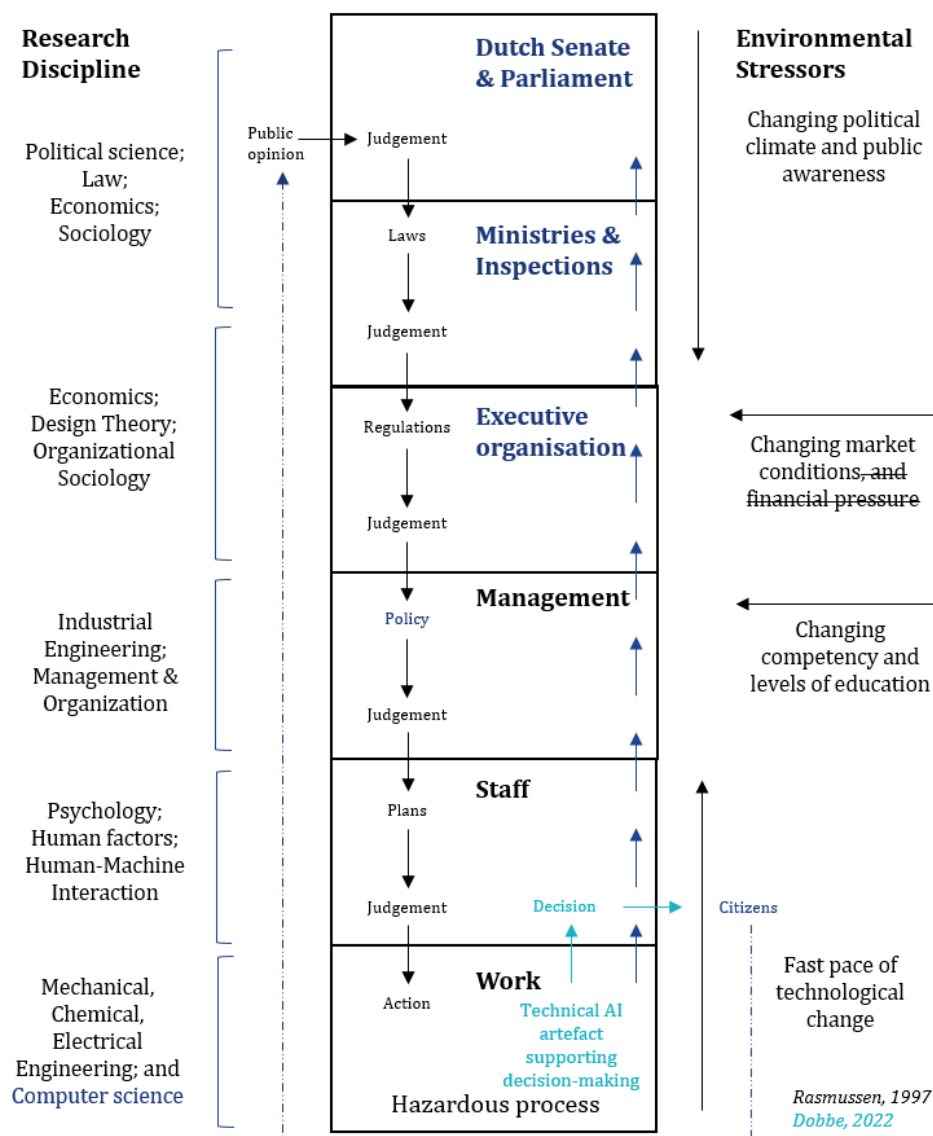 Research
Discipline
Political science;
Law;
Economics;
Sociology
Economics;
Design Theory;
Organizational
Sociology
Industrial
Engineering;
Management &
Organization
Psychology;
Human factors;
Human-Machine
Interaction
Mechanical,
Chemical,
Electrical
Engineering; and
Computer science
Public
opinion
Dutch Senate
& Parliament
Judgement
Laws
Ministries &
Inspections
Judgement
Regulations
Executive
organisation
Judgement
Management
Policy
Judgement
Staff
Plans
Judgement
Decision
Citizens
Work
Action
Technical AI
artefact
supporting
decision-making
Hazardous process
Environmental
Stressors
Changing political
climate and public
awareness
Changing market
conditions, and
financial pressure
Changing
competency and
levels of education
Fast pace of
technological
change
Rasmussen, 1997
Dobbe, 2022